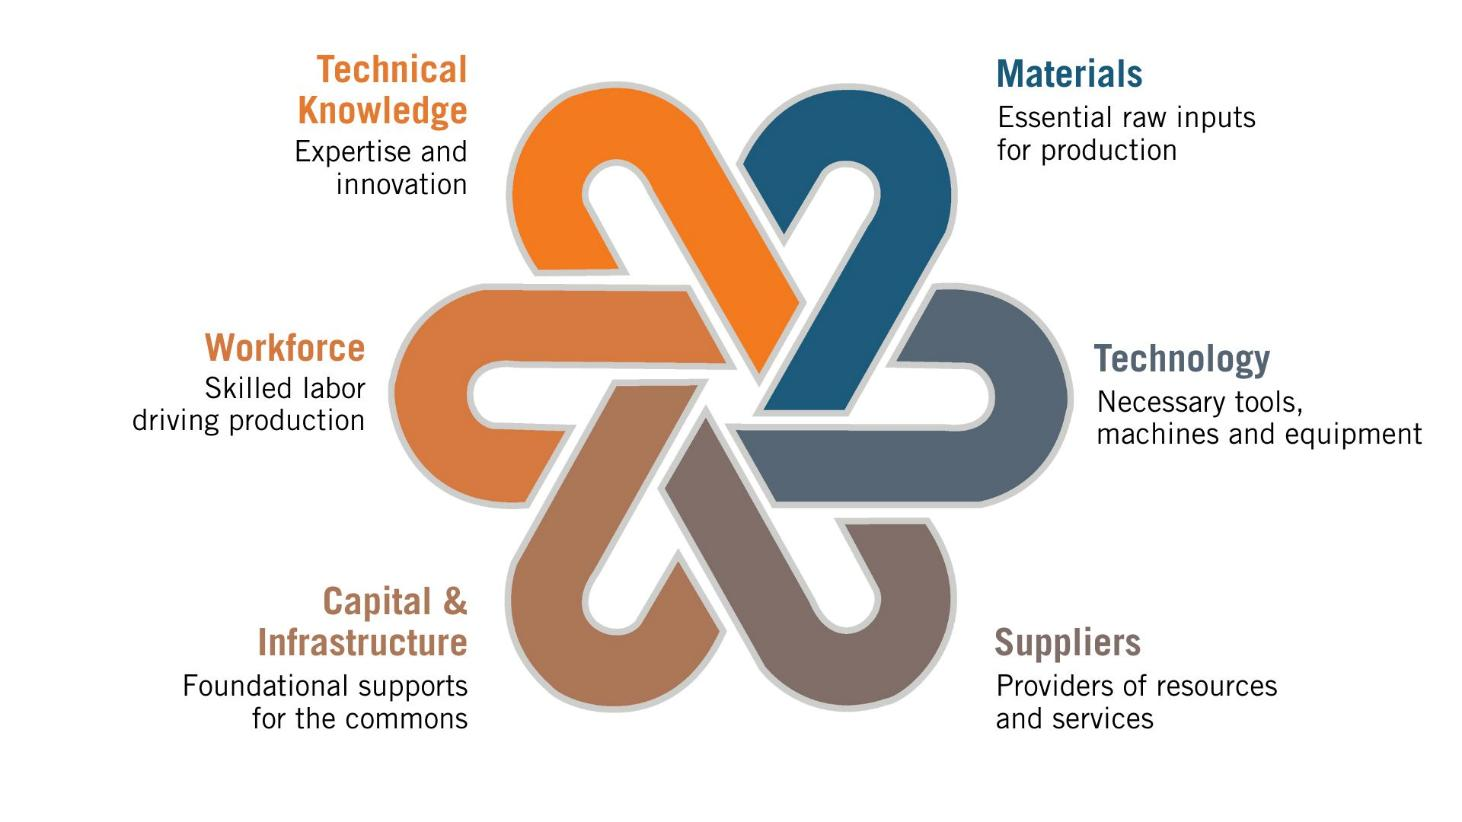 Technical
Knowledge
Expertise and
innovation
Materials
Essential raw inputs
for production
Workforce
Skilled labor
driving production
Technology
Necessary tools,
machines and equipment
Capital &
Infrastructure
Foundational supports
for the commons
Suppliers
Providers of resources
and services